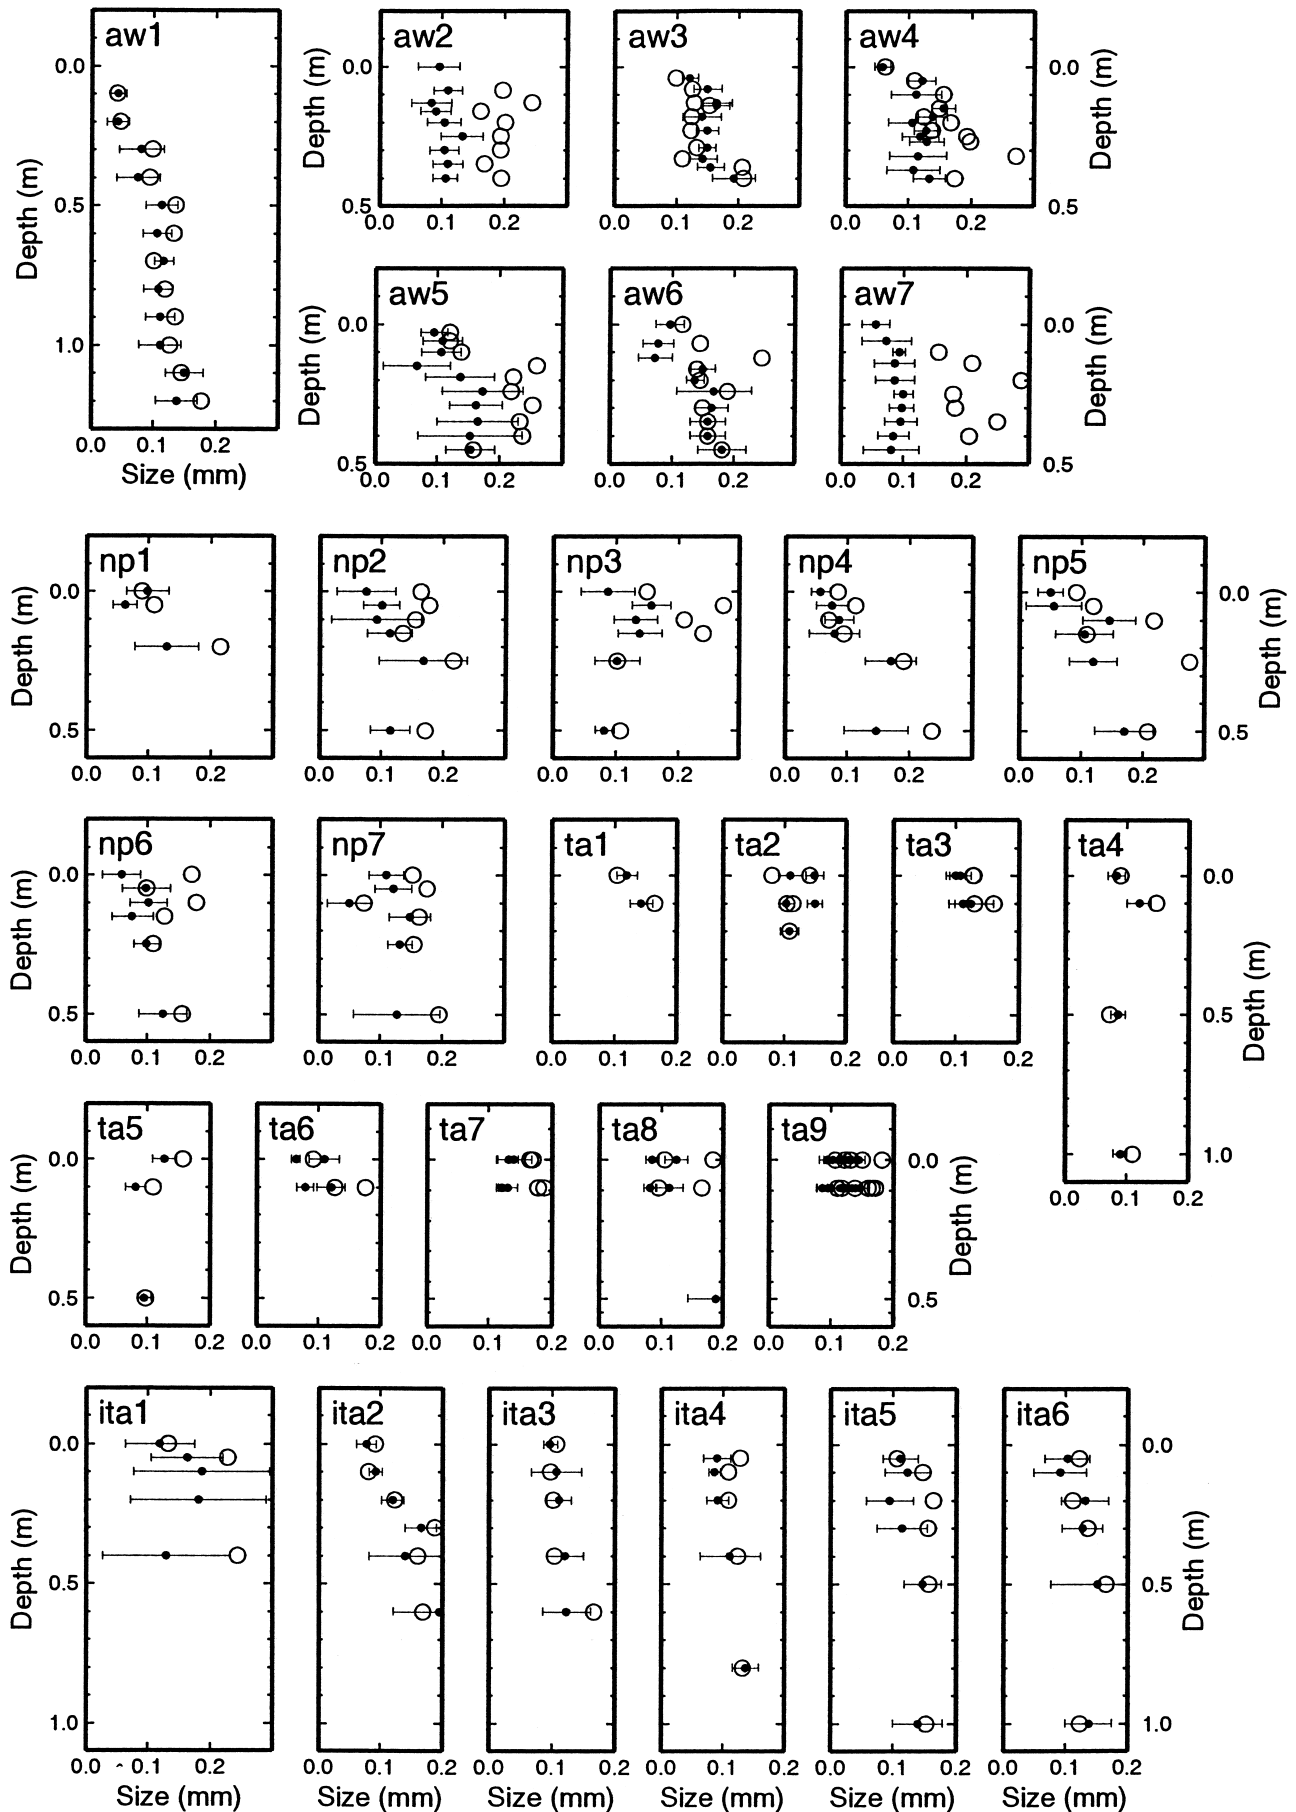 aw1
aw2
aw3
aw4
0.0
0.5
1.0
Depth (m)
0.0 0.1 0.2
Size (mm)
Depth (m)
0.0
0.5
0.1 0.2
0.1 0.2
0.1 0.2
0.0
0.5
Depth (m)
aw5
aw6
aw7
Depth (m)
0.0
0.5
0.0 0.1 0.2
0.0 0.1 0.2
0.0 0.1 0.2
0.0
0.5
Depth (m)
np1
np2
np3
np4
np5
Depth (m)
0.0
0.5
0.0 0.1 0.2
0.0 0.1 0.2
0.0 0.1 0.2
0.0 0.1 0.2
0.0 0.1 0.2
0.0
0.5
Depth (m)
np6
np7
ta1
ta2
ta3
ta4
Depth (m)
0.0
0.5
0.0 0.1 0.2
0.0 0.1 0.2
0.0 0.1 0.2
0.0 0.1 0.2
0.0 0.1 0.2
0.0
0.5
1.0
Depth (m)
0.0 0.1 0.2
ta5
ta6
ta7
ta8
ta9
Depth (m)
0.0
0.5
0.0 0.1 0.2
0.0 0.1 0.2
0.0 0.1 0.2
0.0 0.1 0.2
0.0 0.1 0.2
0.0
0.5
Depth (m)
ita1
ita2
ita3
ita4
ita5
ita6
Depth (m)
0.0
0.5
1.0
0.0 0.1 0.2
0.0 0.1 0.2
0.0 0.1 0.2
0.0 0.1 0.2
0.0 0.1 0.2
0.0 0.1 0.2
0.0
0.5
1.0
Depth (m)
Size (mm)
Size (mm)
Size (mm)
Size (mm)
Size (mm)
Size (mm)